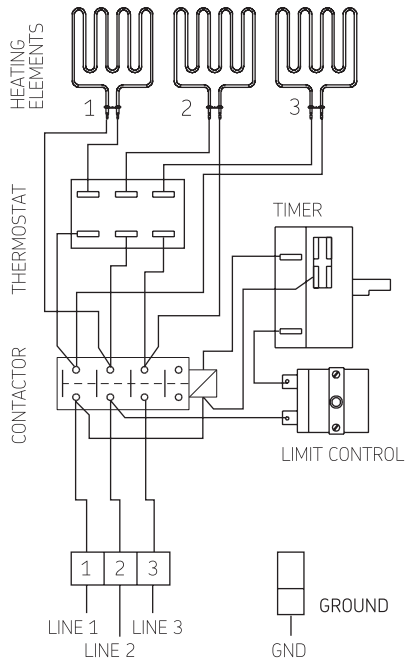 HEATING
ELEMENTS
1
2
3
THERMOSTAT
TIMER
CONTACTOR
LIMIT CONTROL
1 2 3
LINE 1
LINE 2
LINE 3
GROUND
GND